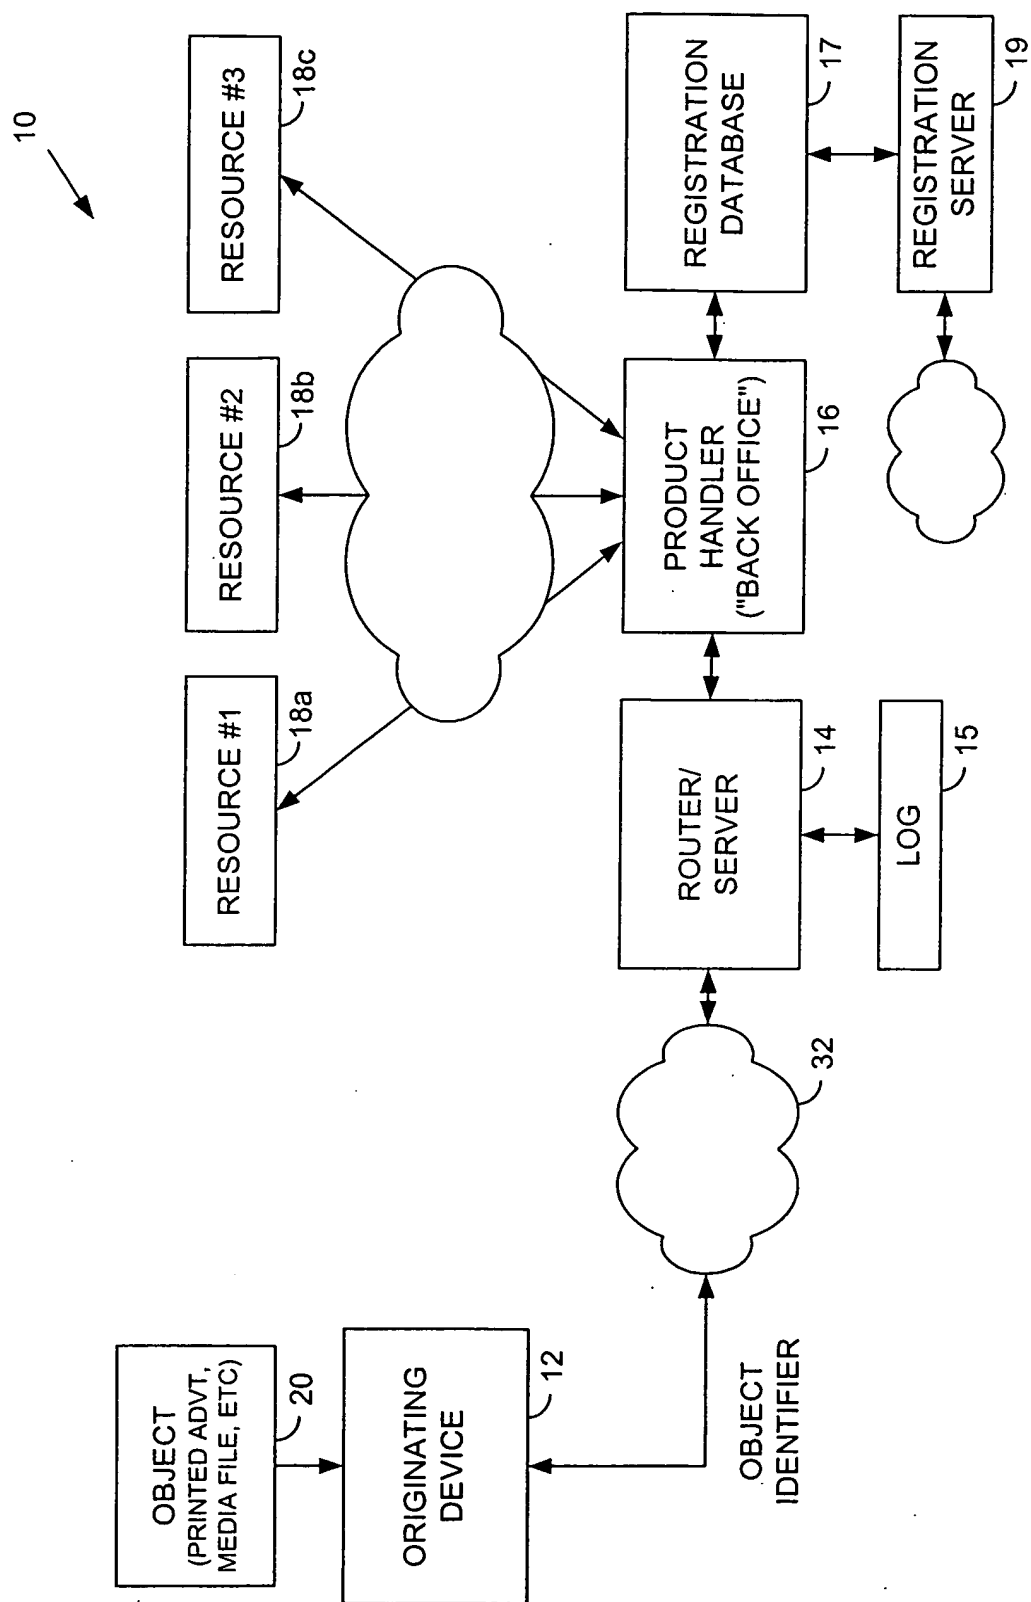 10
RESOURCE #1
18a
RESOURCE #2
18b
RESOURCE #3
18c
OBJECT
(PRINTED ADVT,
MEDIA FILE, ETC)
20
ORIGINATING
DEVICE
12
OBJECT
IDENTIFIER
32
ROUTER/
SERVER
14
LOG
15
PRODUCT
HANDLER
("BACK OFFICE")
16
REGISTRATION
DATABASE
17
REGISTRATION
SERVER
19